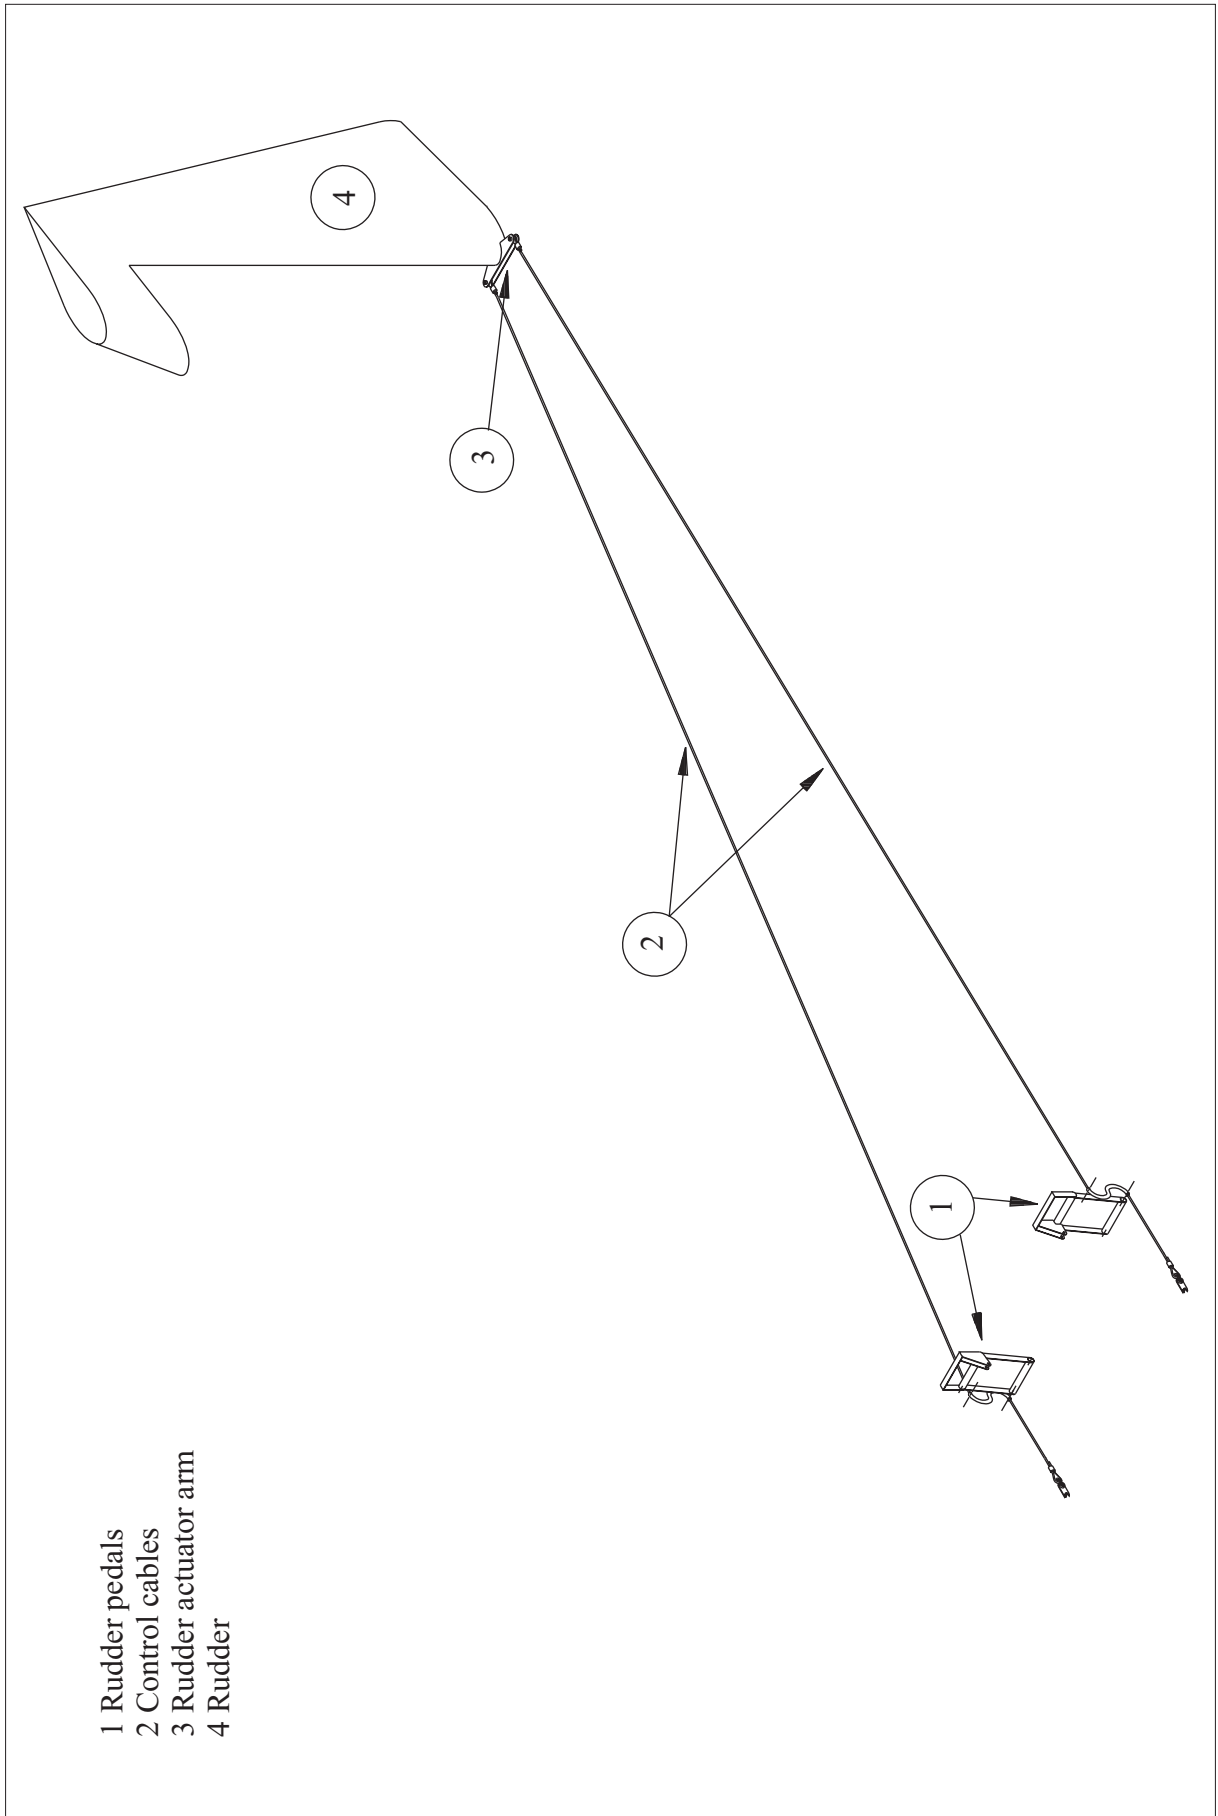 1 Rudder pedals
2 Control cables
3 Rudder actuator arm
4 Rudder
4
3
2
1